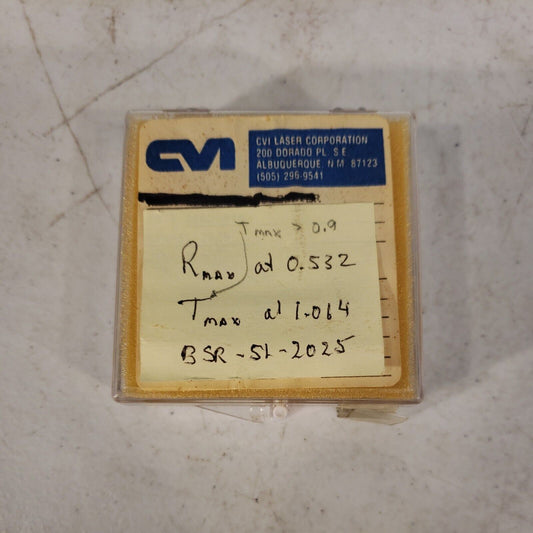 CVI
CVI LASER CORPORATION
200 DORADO PL. S.E.
ALBUQUERQUE, N.M. 87123
(505) 296-9541
TMAX > 0.9
RMAX at 0.532
TMAX at 1.064
BSR-51-2025